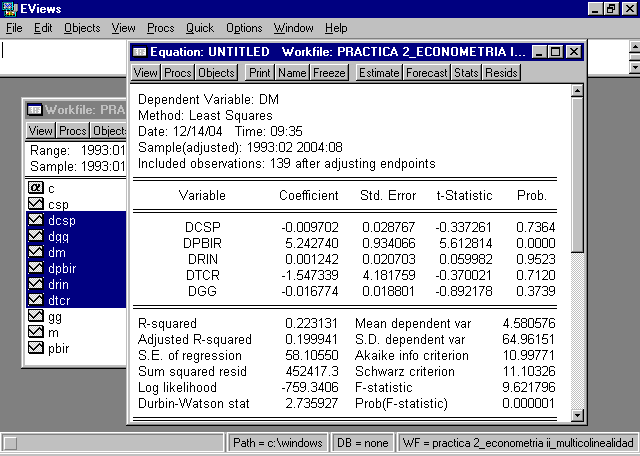 EViews
File Edit Objects View Procs Quick Options Window Help
Workfile: PRA
View Procs Objects
Range: 1993:01
Sample: 1993:01
c
csp
dcsp
dgg
dm
dpbir
drin
dtcr
gg
m
pbir
Equation: UNTITLED Workfile: PRACTICA 2_ECONOMETRIA I...
View Procs Objects Print Name Freeze Estimate Forecast Stats Resids
Dependent Variable: DM
Method: Least Squares
Date: 12/14/04 Time: 09:35
Sample(adjusted): 1993:02 2004:08
Included observations: 139 after adjusting endpoints
Variable Coefficient Std. Error t-Statistic Prob.
DCSP -0.009702 0.028767 -0.337261 0.7364
DPBIR 5.242740 0.934066 5.612814 0.0000
DRIN 0.001242 0.020703 0.059982 0.9523
DTCR -1.547339 4.181759 -0.370021 0.7120
DGG -0.016774 0.018801 -0.892178 0.3739
R-squared 0.223131 Mean dependent var 4.580576
Adjusted R-squared 0.199941 S.D. dependent var 64.96151
S.E. of regression 58.10550 Akaike info criterion 10.99771
Sum squared resid 452417.3 Schwarz criterion 11.10326
Log likelihood -759.3406 F-statistic 9.621796
Durbin-Watson stat 2.735927 Prob(F-statistic) 0.000001
Path = c:\windows DB = none WF = practica 2_econometria ii_multicolinealidad